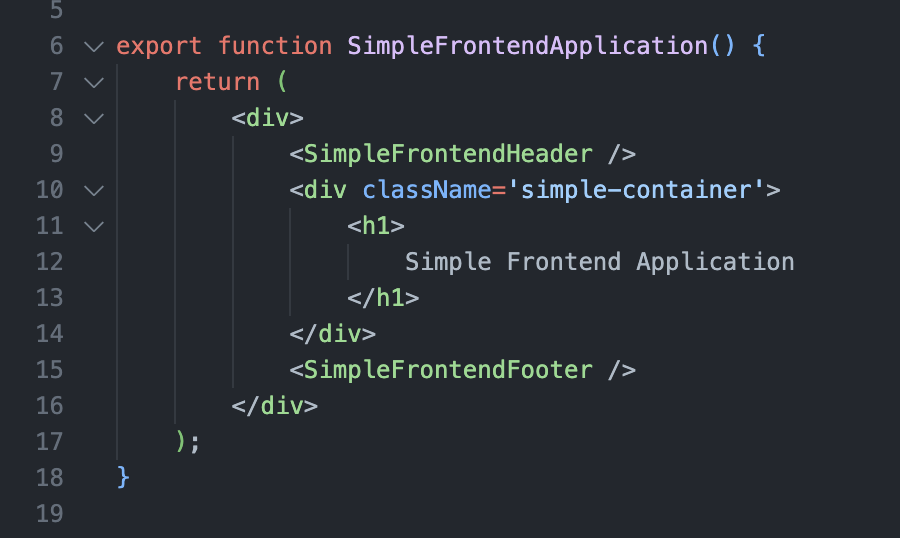 5
6 export function SimpleFrontendApplication() {
7 return (
8 <div>
9 <SimpleFrontendHeader />
10 <div className='simple-container'>
11 <h1>
12 Simple Frontend Application
13 </h1>
14 </div>
15 <SimpleFrontendFooter />
16 </div>
17 );
18 }
19